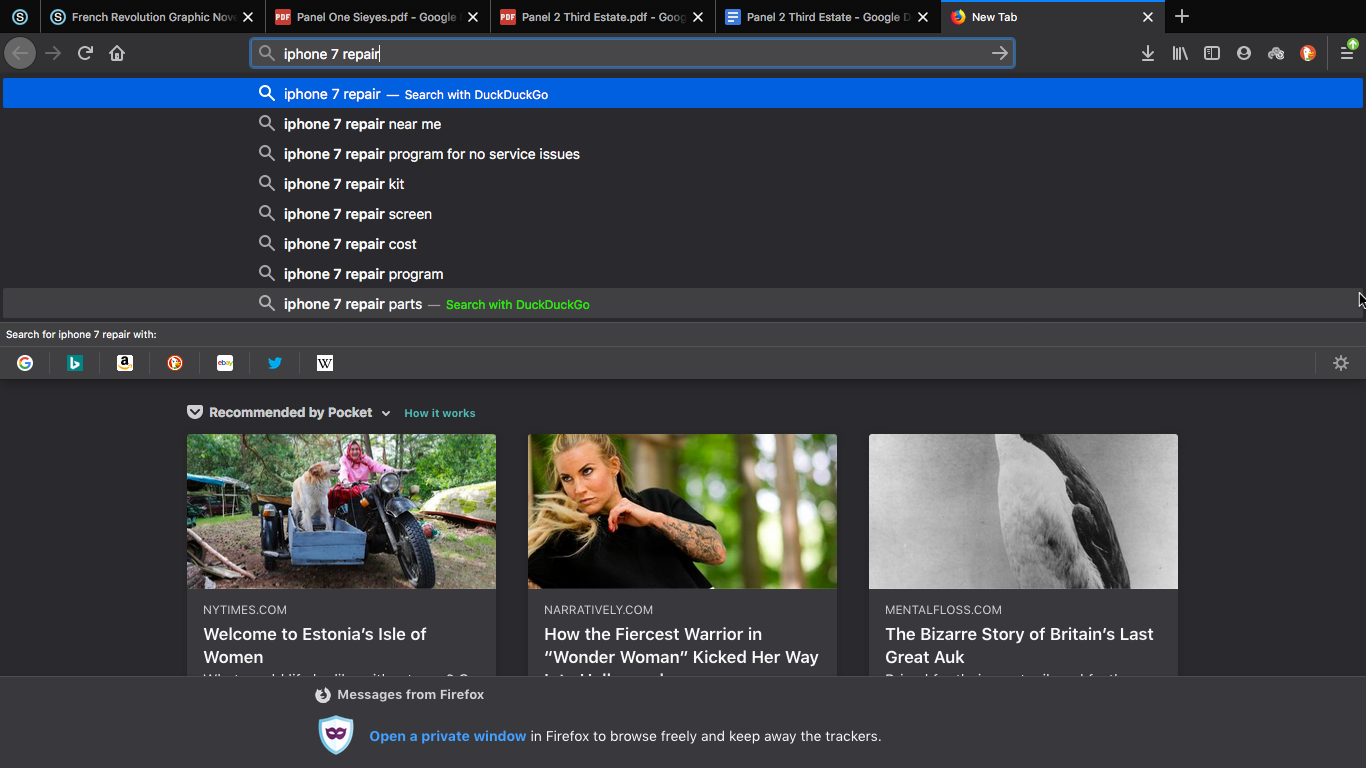 French Revolution Graphic Nove
Panel One Sieyes.pdf - Google
Panel 2 Third Estate.pdf - Goog
Panel 2 Third Estate - Google D
New Tab
iphone 7 repair
iphone 7 repair — Search with DuckDuckGo
iphone 7 repair near me
iphone 7 repair program for no service issues
iphone 7 repair kit
iphone 7 repair screen
iphone 7 repair cost
iphone 7 repair program
iphone 7 repair parts — Search with DuckDuckGo
Search for iphone 7 repair with:
Recommended by Pocket How it works
NYTIMES.COM
Welcome to Estonia’s Isle of
Women
NARRATIVELY.COM
How the Fiercest Warrior in
“Wonder Woman” Kicked Her Way
MENTALFLOSS.COM
The Bizarre Story of Britain’s Last
Great Auk
Messages from Firefox
Open a private window in Firefox to browse freely and keep away the trackers.